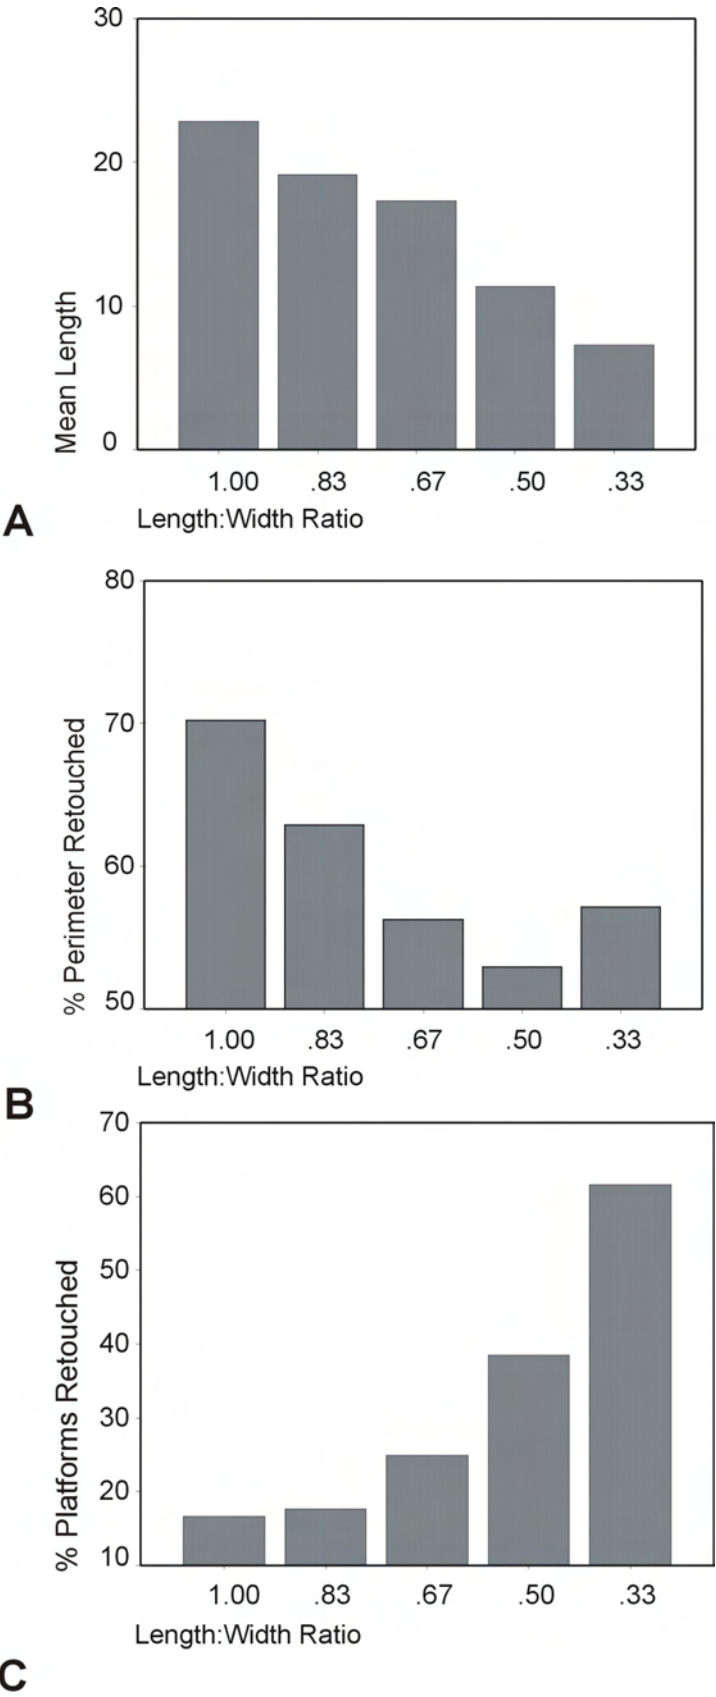 30
20
10
0
Mean Length
1.00 .83 .67 .50 .33
Length:Width Ratio
A
80
70
60
50
% Perimeter Retouched
1.00 .83 .67 .50 .33
Length:Width Ratio
B
70
60
50
40
30
20
10
% Platforms Retouched
1.00 .83 .67 .50 .33
Length:Width Ratio
C